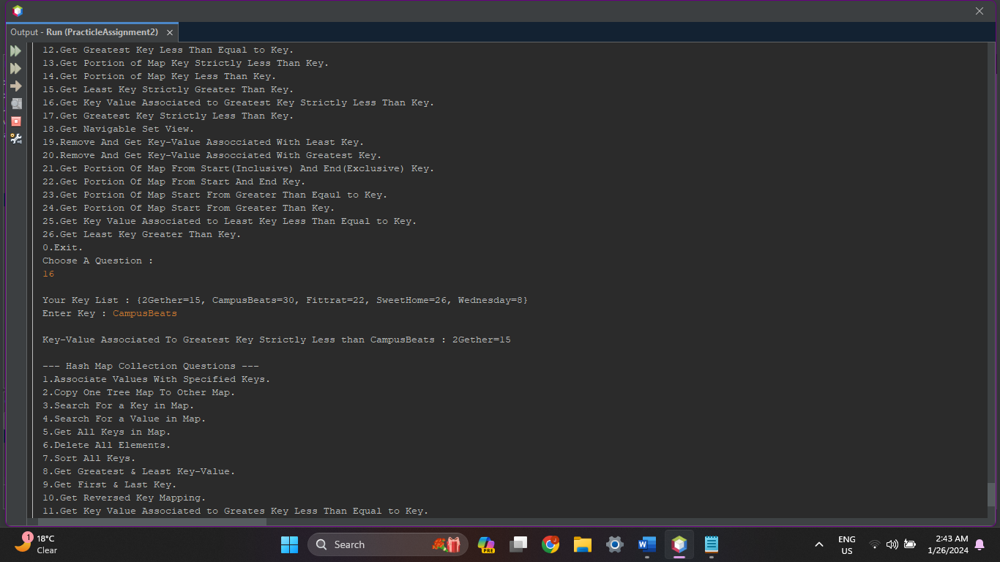 Output - Run (PracticleAssignment2) ×
12.Get Greatest Key Less Than Equal to Key.
13.Get Portion of Map Key Strictly Less Than Key.
14.Get Portion of Map Key Less Than Key.
15.Get Least Key Strictly Greater Than Key.
16.Get Key Value Associated to Greatest Key Strictly Less Than Key.
17.Get Greatest Key Strictly Less Than Key.
18.Get Navigable Set View.
19.Remove And Get Key-Value Assocciated With Least Key.
20.Remove And Get Key-Value Assocciated With Greatest Key.
21.Get Portion Of Map From Start(Inclusive) And End(Exclusive) Key.
22.Get Portion Of Map From Start And End Key.
23.Get Portion Of Map Start From Greater Than Eqaul to Key.
24.Get Portion Of Map Start From Greater Than Key.
25.Get Key Value Associated to Least Key Less Than Equal to Key.
26.Get Least Key Greater Than Key.
0.Exit.
Choose A Question :
16
Your Key List : {2Gether=15, CampusBeats=30, Fittrat=22, SweetHome=26, Wednesday=8}
Enter Key : CampusBeats
Key-Value Associated To Greatest Key Strictly Less than CampusBeats : 2Gether=15
--- Hash Map Collection Questions ---
1.Associate Values With Specified Keys.
2.Copy One Tree Map To Other Map.
3.Search For a Key in Map.
4.Search For a Value in Map.
5.Get All Keys in Map.
6.Delete All Elements.
7.Sort All Keys.
8.Get Greatest & Least Key-Value.
9.Get First & Last Key.
10.Get Reversed Key Mapping.
11.Get Key Value Associated to Greates Key Less Than Equal to Key.
1
18°C
Clear
Search
PRE
ENG
US
2:43 AM
1/26/2024